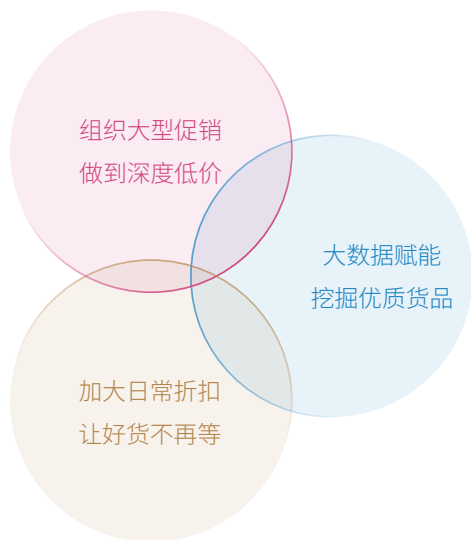 组织大型促销
做到深度低价
大数据赋能
挖掘优质货品
加大日常折扣
让好货不再等